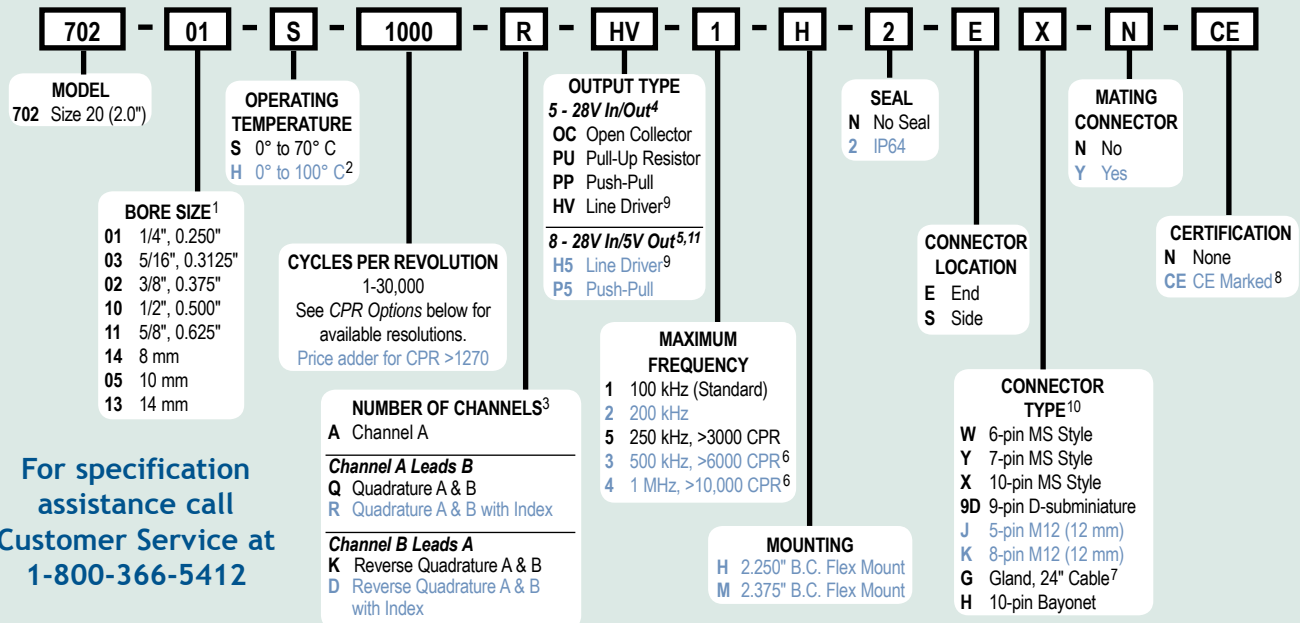 702 - 01 - S - 1000 - R - HV - 1 - H - 2 - E X - N - CE
MODEL
702 Size 20 (2.0")
BORE SIZE1
01 1/4", 0.250"
03 5/16", 0.3125"
02 3/8", 0.375"
10 1/2", 0.500"
11 5/8", 0.625"
14 8 mm
05 10 mm
13 14 mm
OPERATING
TEMPERATURE
S 0° to 70° C
H 0° to 100° C2
CYCLES PER REVOLUTION
1-30,000
See CPR Options below for
available resolutions.
Price adder for CPR >1270
NUMBER OF CHANNELS3
A Channel A
Channel A Leads B
Q Quadrature A & B
R Quadrature A & B with Index
Channel B Leads A
K Reverse Quadrature A & B
D Reverse Quadrature A & B
with Index
OUTPUT TYPE
5 - 28V In/Out4
OC Open Collector
PU Pull-Up Resistor
PP Push-Pull
HV Line Driver9
8 - 28V In/5V Out5,11
H5 Line Driver9
P5 Push-Pull
MAXIMUM
FREQUENCY
1 100 kHz (Standard)
2 200 kHz
5 250 kHz, >3000 CPR
3 500 kHz, >6000 CPR6
4 1 MHz, >10,000 CPR6
MOUNTING
H 2.250" B.C. Flex Mount
M 2.375" B.C. Flex Mount
SEAL
N No Seal
2 IP64
CONNECTOR
LOCATION
E End
S Side
CONNECTOR
TYPE10
W 6-pin MS Style
Y 7-pin MS Style
X 10-pin MS Style
9D 9-pin D-subminiature
J 5-pin M12 (12 mm)
K 8-pin M12 (12 mm)
G Gland, 24" Cable7
H 10-pin Bayonet
MATING
CONNECTOR
N No
Y Yes
CERTIFICATION
N None
CE CE Marked8
For specification
assistance call
Customer Service at
1-800-366-5412